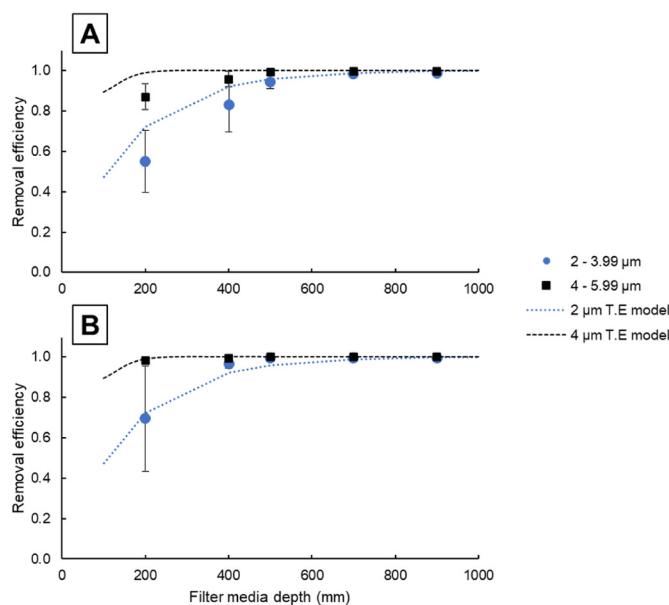 A
1.0
0.8
0.6
0.4
0.2
0.0
Removal efficiency
0 200 400 600 800 1000
B
1.0
0.8
0.6
0.4
0.2
0.0
Removal efficiency
0 200 400 600 800 1000
Filter media depth (mm)
2 - 3.99 μm
4 - 5.99 μm
2 μm T.E model
4 μm T.E model